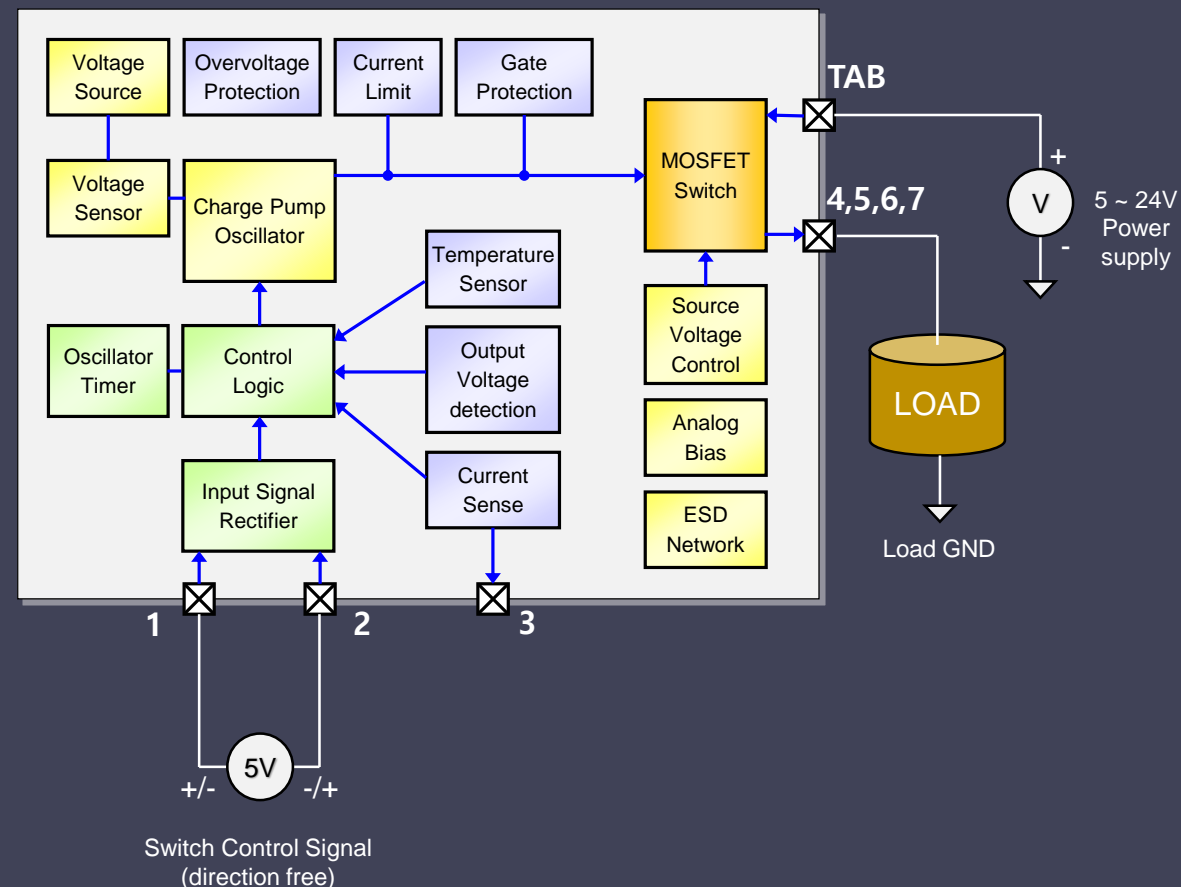 Voltage
Source
Overvoltage
Protection
Current
Limit
Gate
Protection
TAB
MOSFET
Switch
Voltage
Sensor
Charge Pump
Oscillator
4,5,6,7
+
V
-
5 ~ 24V
Power
supply
Temperature
Sensor
Source
Voltage
Control
Oscillator
Timer
Control
Logic
Output
Voltage
detection
LOAD
Analog
Bias
Input Signal
Rectifier
Current
Sense
ESD
Network
Load GND
1
2
3
5V
+/-
-/+
Switch Control Signal
(direction free)